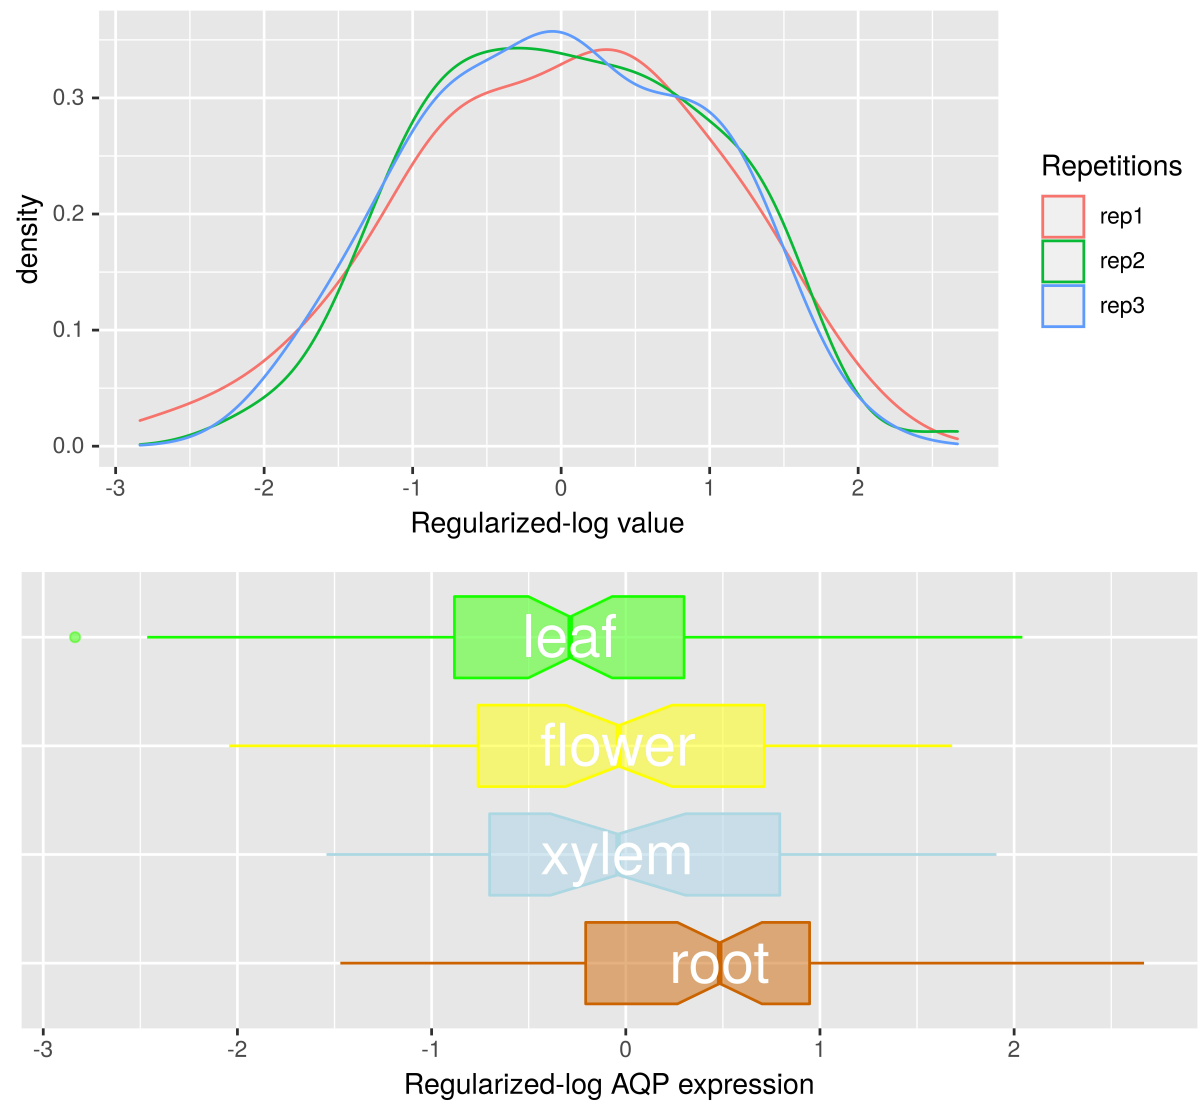 density
0.3
0.2
0.1
0.0
-3 -2 -1 0 1 2
Regularized-log value
Repetitions
rep1
rep2
rep3
leaf
flower
xylem
root
-3 -2 -1 0 1 2
Regularized-log AQP expression